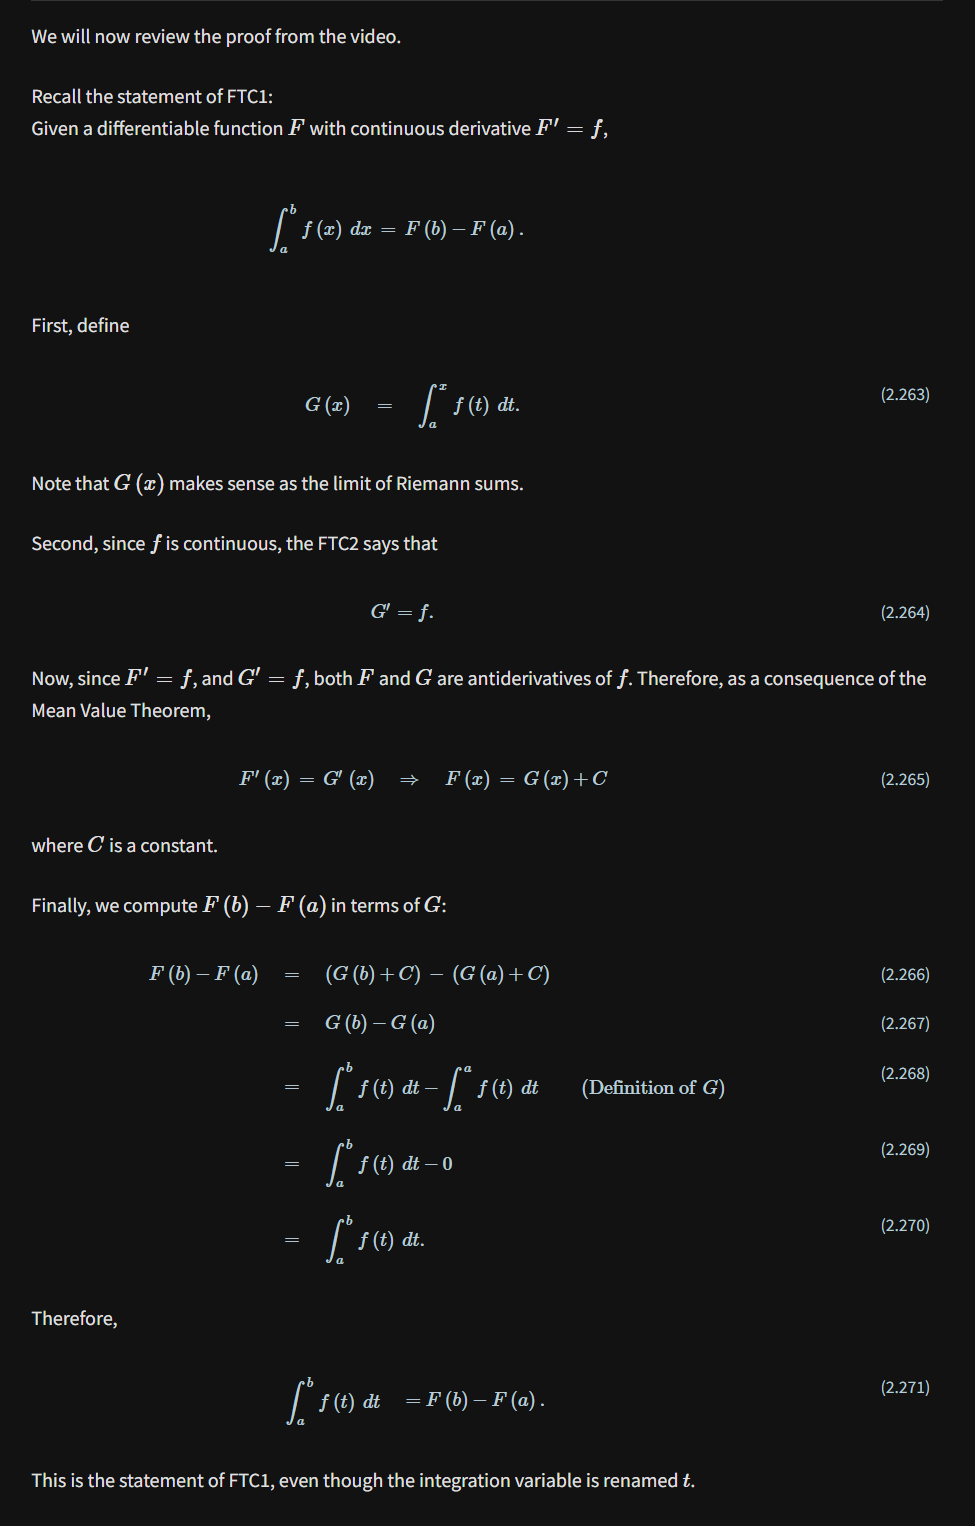 We will now review the proof from the video.
Recall the statement of FTC1:
Given a differentiable function F with continuous derivative F′ = f,
∫_a^b f (x) dx = F (b) − F (a) .
First, define
G (x) = ∫_a^x f (t) dt. (2.263)
Note that G (x) makes sense as the limit of Riemann sums.
Second, since f is continuous, the FTC2 says that
G′ = f. (2.264)
Now, since F′ = f, and G′ = f, both F and G are antiderivatives of f. Therefore, as a consequence of the
Mean Value Theorem,
F′ (x) = G′ (x) ⇒ F (x) = G (x) + C (2.265)
where C is a constant.
Finally, we compute F (b) − F (a) in terms of G:
F (b) − F (a) = (G (b) + C) − (G (a) + C) (2.266)
= G (b) − G (a) (2.267)
= ∫_a^b f (t) dt − ∫_a^a f (t) dt (Definition of G) (2.268)
= ∫_a^b f (t) dt − 0 (2.269)
= ∫_a^b f (t) dt. (2.270)
Therefore,
∫_a^b f (t) dt = F (b) − F (a) . (2.271)
This is the statement of FTC1, even though the integration variable is renamed t.